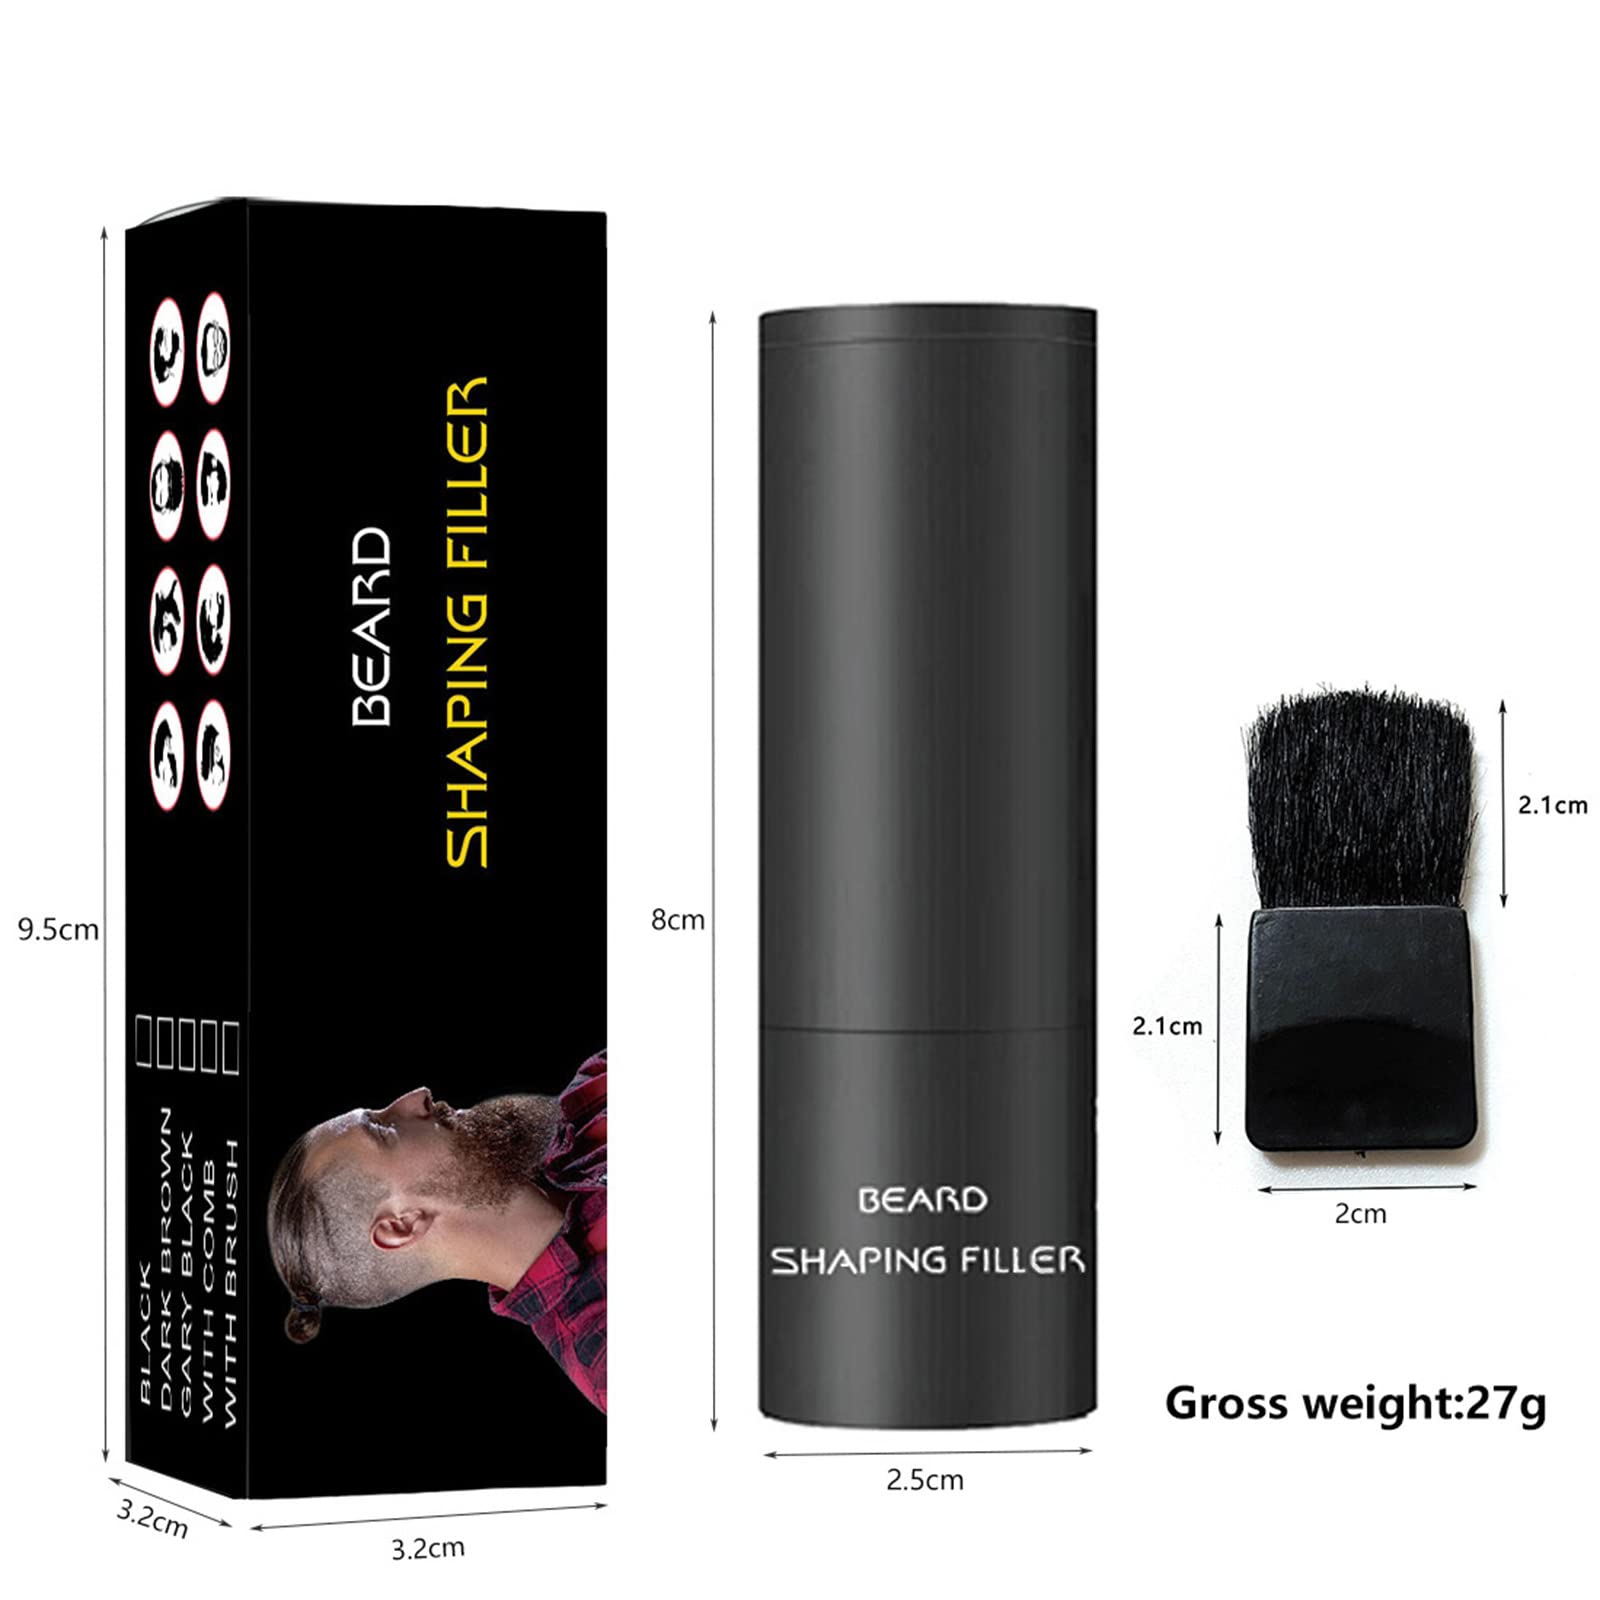 BEARD
SHAPING FILLER
BLACK
DARK BROWN
GARY BLACK
WITH COMB
WITH BRUSH
9.5cm
3.2cm
3.2cm
8cm
BEARD
SHAPING FILLER
2.5cm
2.1cm
2.1cm
2cm
Gross weight:27g